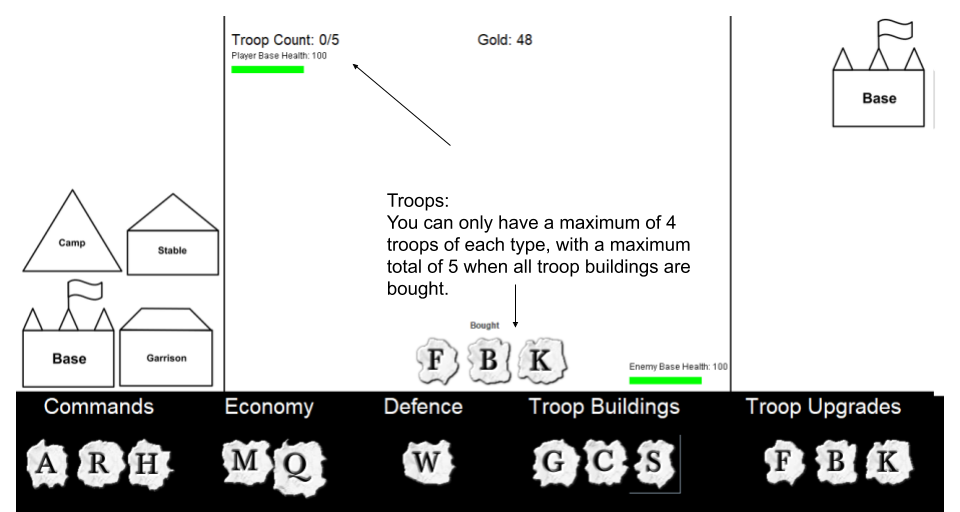 Troop Count: 0/5
Gold: 48
Player Base Health: 100
Base
Troops:
You can only have a maximum of 4
troops of each type, with a maximum
total of 5 when all troop buildings are
bought.
Camp
Stable
Base
Garrison
Bought
F B K
Enemy Base Health: 100
Commands Economy Defence Troop Buildings Troop Upgrades
A R H M Q W G C S F B K